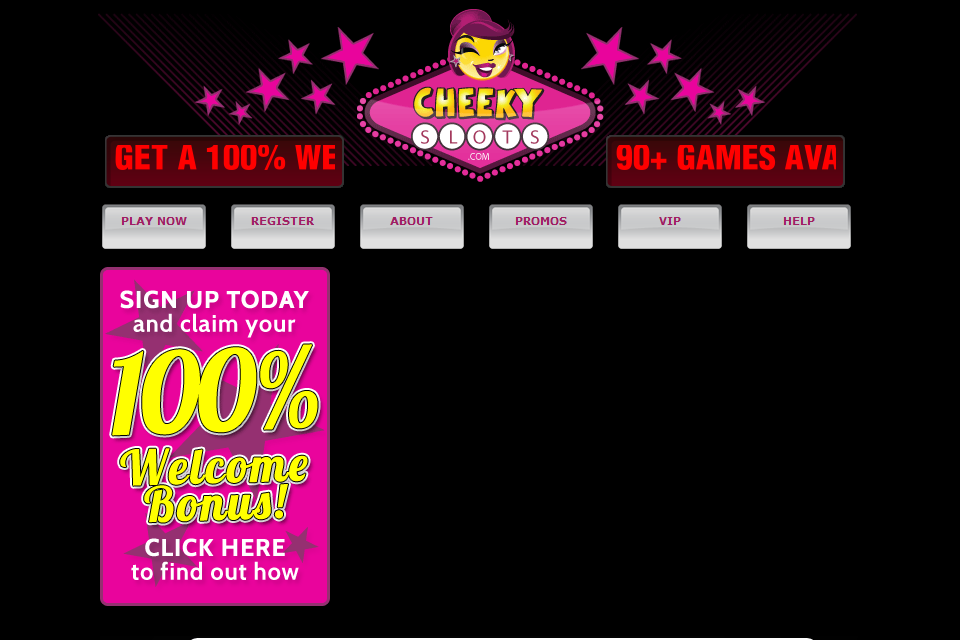 CHEEKY
SLOTS
.COM
GET A 100% WE
90+ GAMES AVA
PLAY NOW
REGISTER
ABOUT
PROMOS
VIP
HELP
SIGN UP TODAY
and claim your
100%
Welcome
Bonus!
CLICK HERE
to find out how